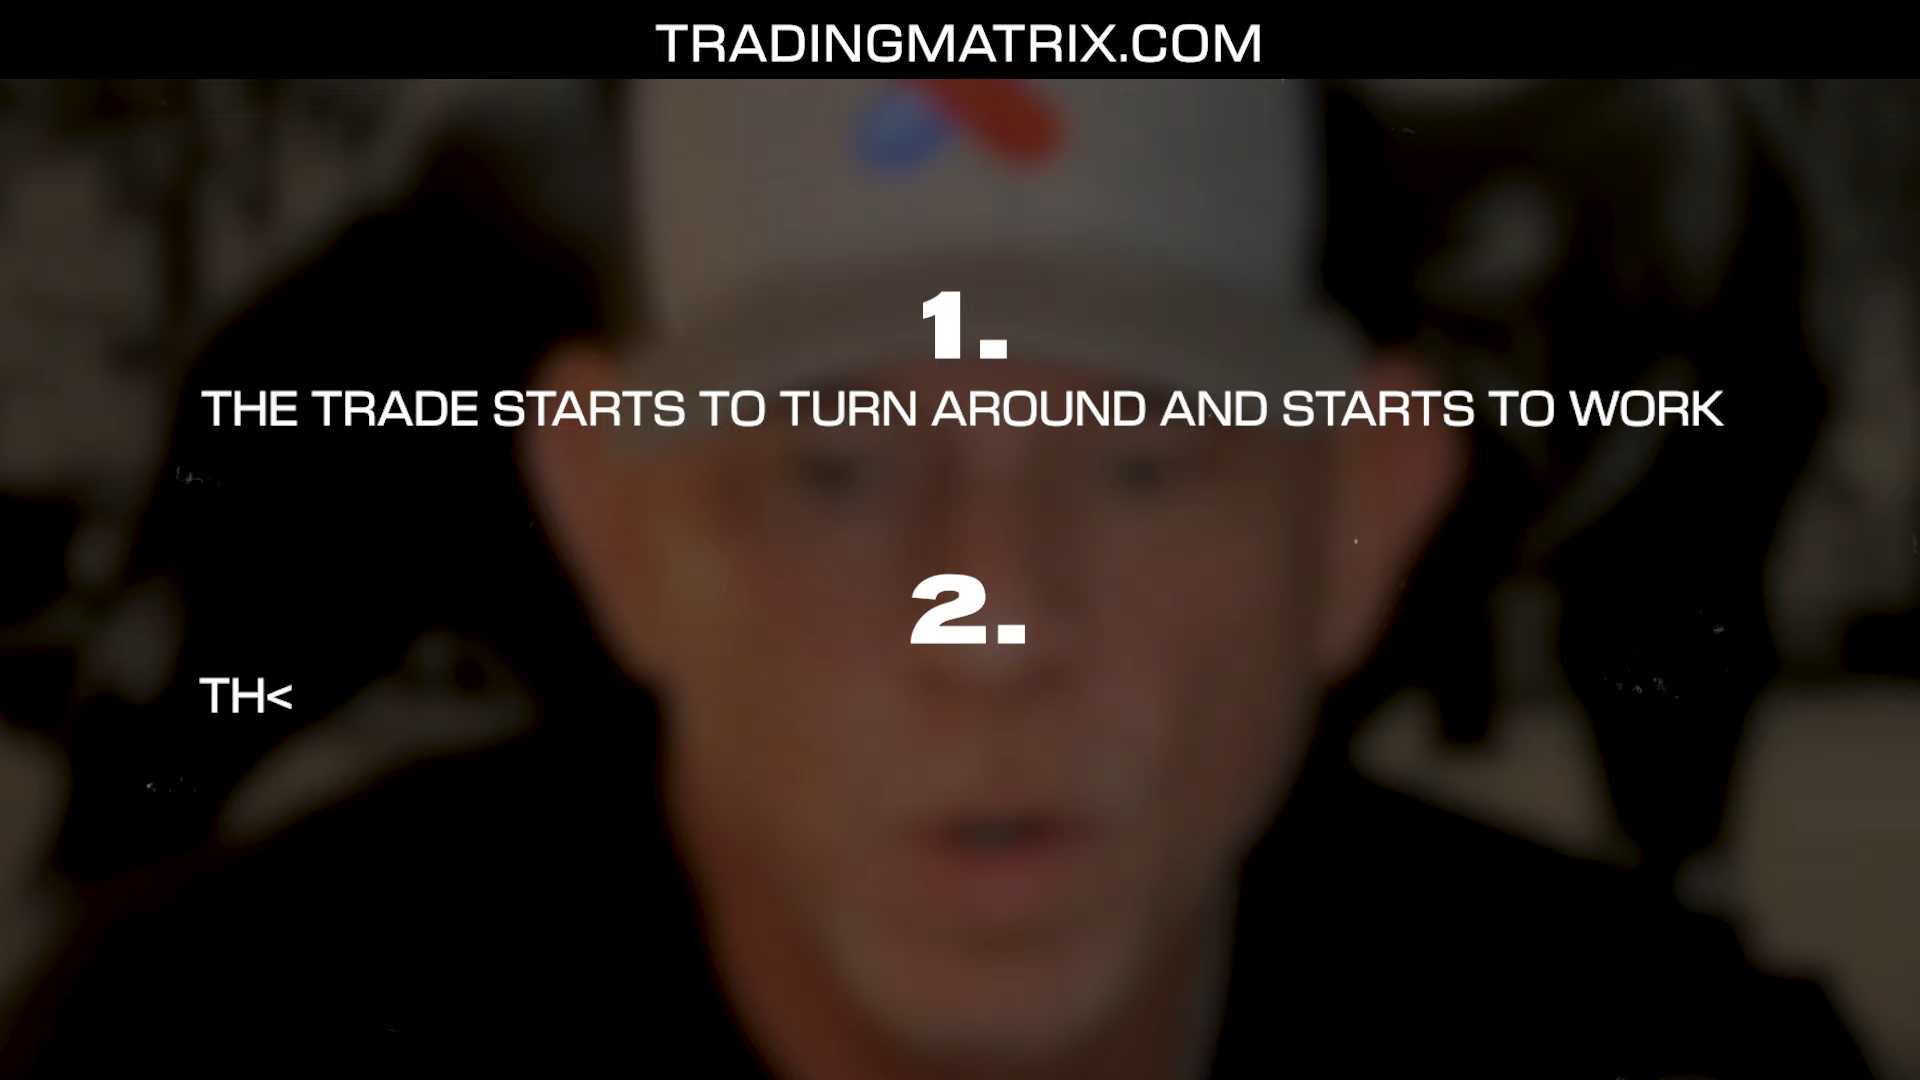 TRADINGMATRIX.COM
1.
THE TRADE STARTS TO TURN AROUND AND STARTS TO WORK
2.
TH<